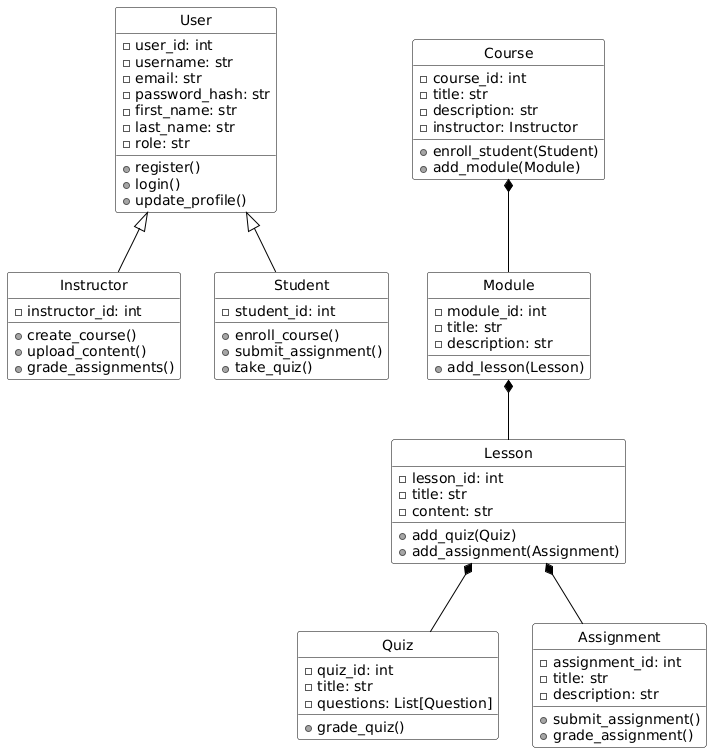 User
user_id: int
username: str
email: str
password_hash: str
first_name: str
last_name: str
role: str
register()
login()
update_profile()
Course
course_id: int
title: str
description: str
instructor: Instructor
enroll_student(Student)
add_module(Module)
Instructor
instructor_id: int
create_course()
upload_content()
grade_assignments()
Student
student_id: int
enroll_course()
submit_assignment()
take_quiz()
Module
module_id: int
title: str
description: str
add_lesson(Lesson)
Lesson
lesson_id: int
title: str
content: str
add_quiz(Quiz)
add_assignment(Assignment)
Quiz
quiz_id: int
title: str
questions: List[Question]
grade_quiz()
Assignment
assignment_id: int
title: str
description: str
submit_assignment()
grade_assignment()